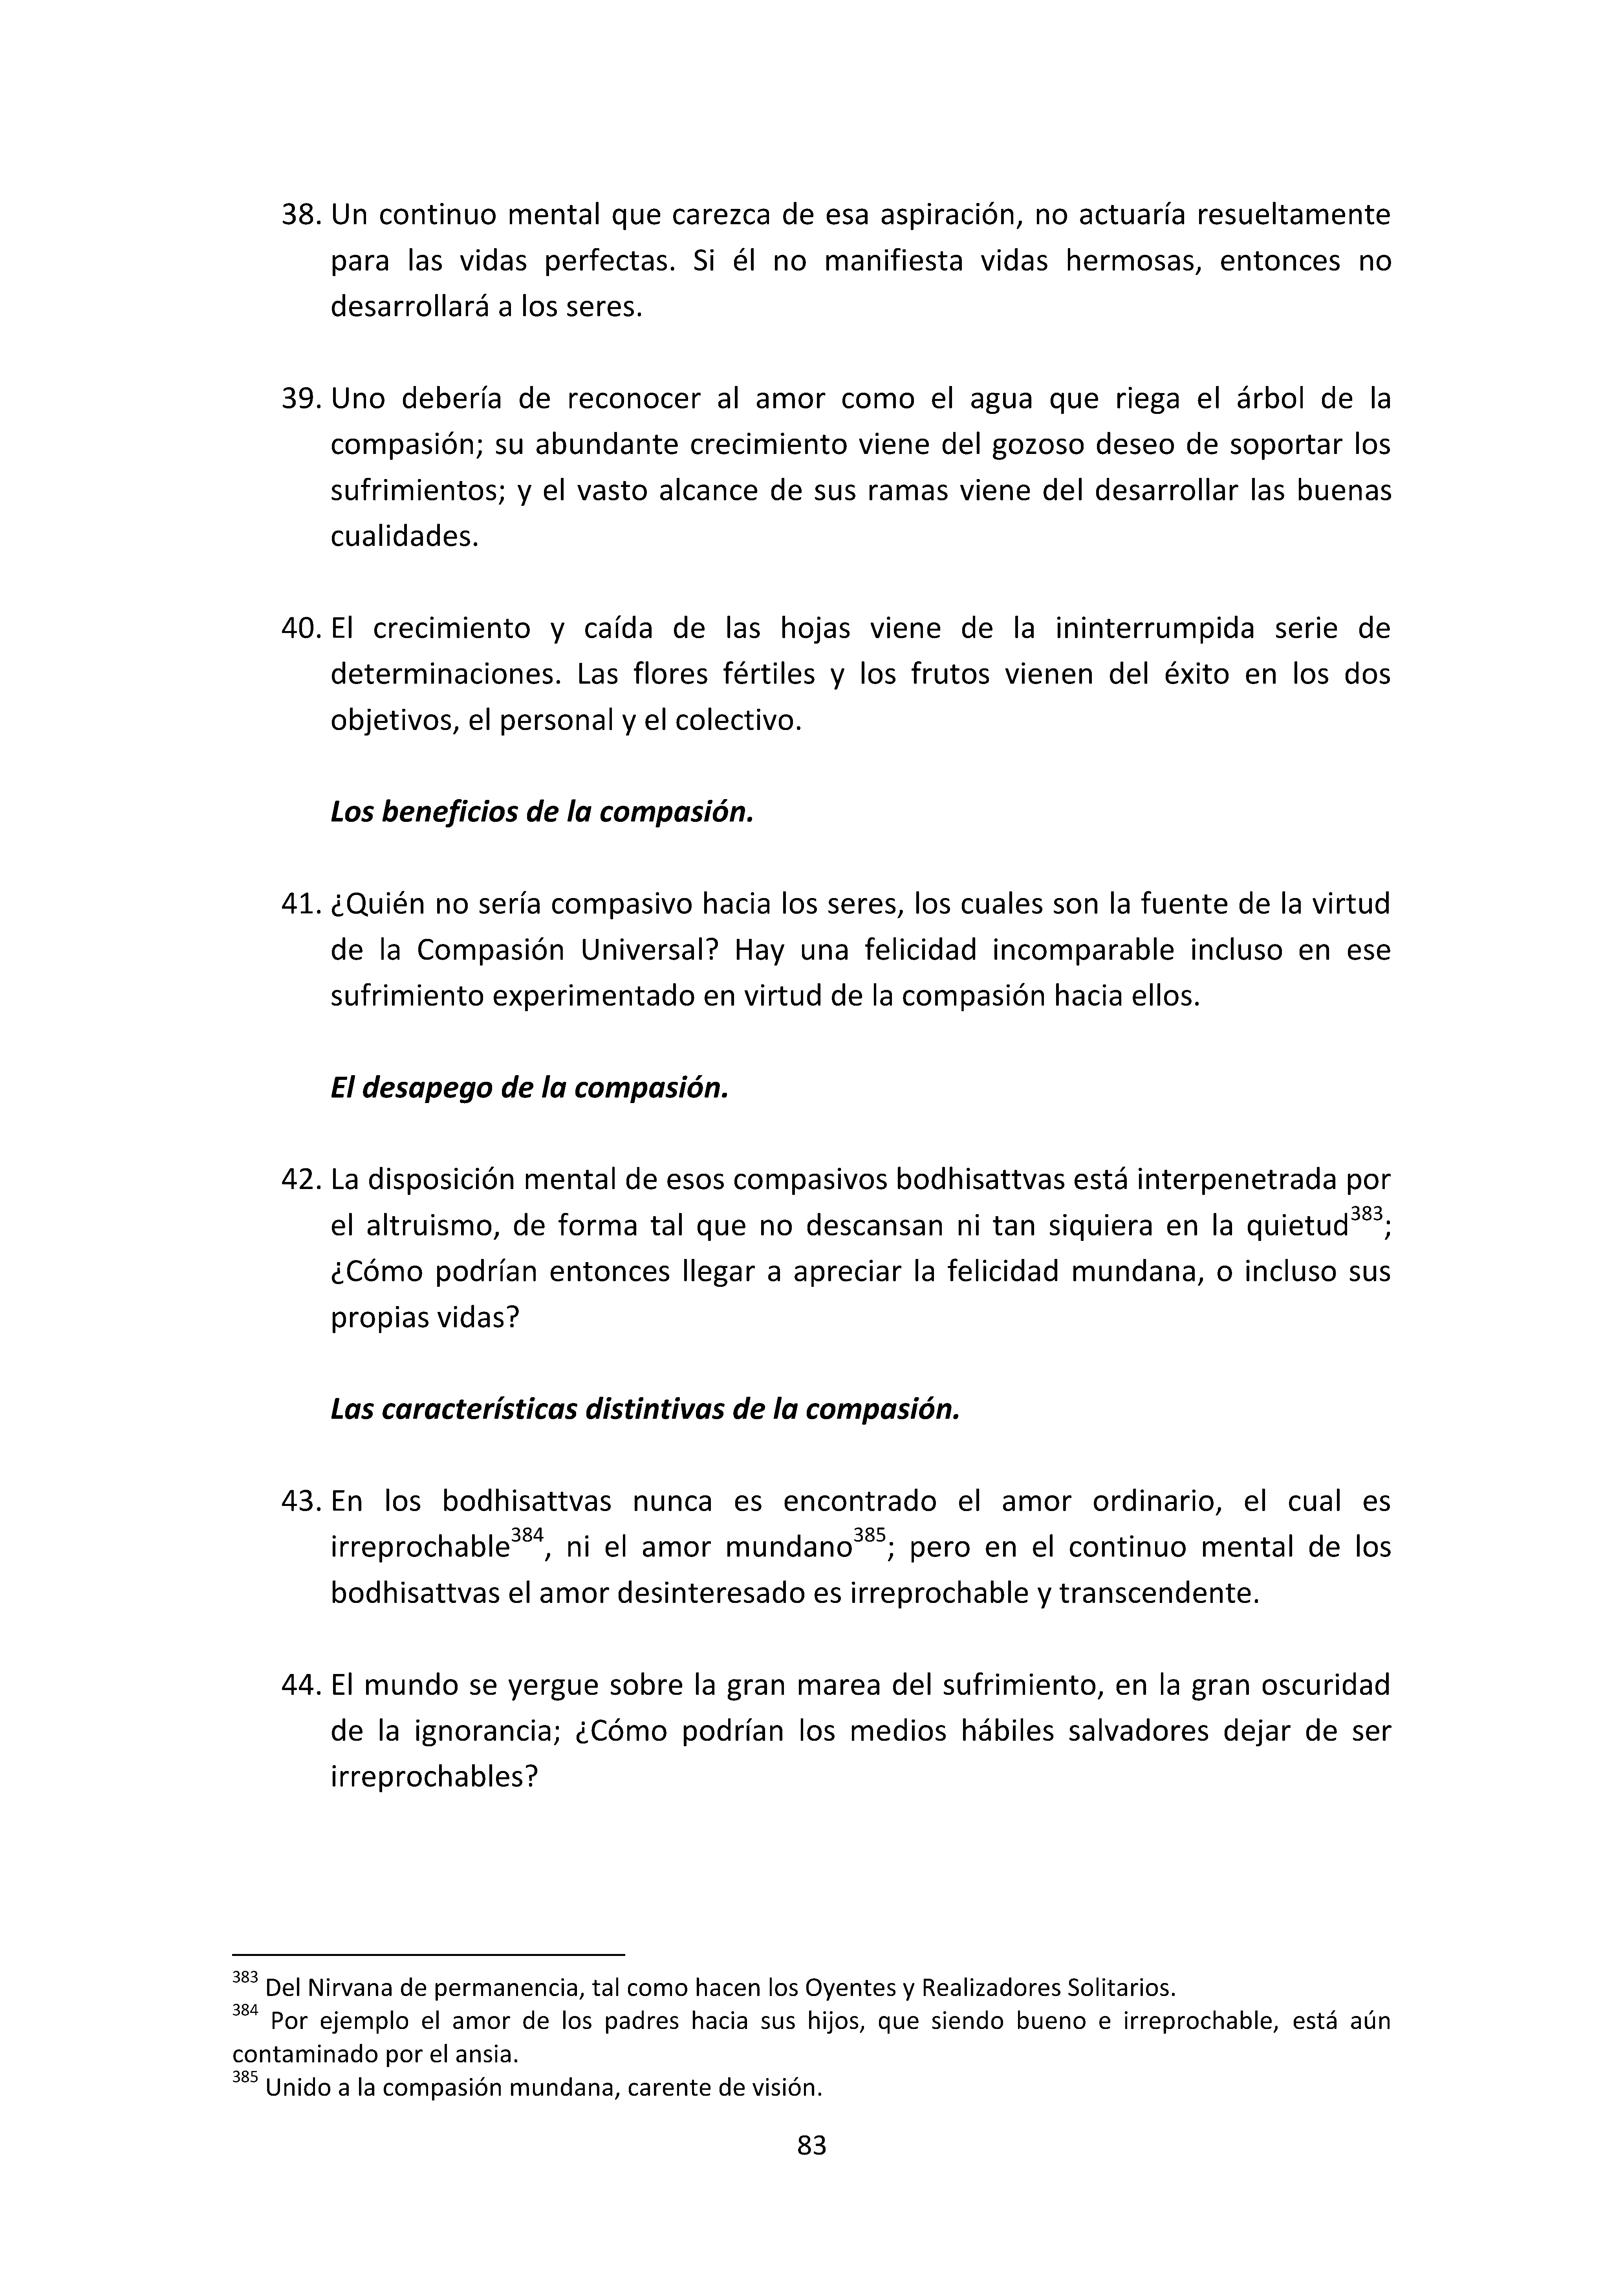 38. Un continuo mental que carezca de esa aspiración, no actuaría resueltamente
para las vidas perfectas. Si él no manifiesta vidas hermosas, entonces no
desarrollará a los seres.
39. Uno debería de reconocer al amor como el agua que riega el árbol de la
compasión; su abundante crecimiento viene del gozoso deseo de soportar los
sufrimientos; y el vasto alcance de sus ramas viene del desarrollar las buenas
cualidades.
40. El crecimiento y caída de las hojas viene de la ininterrumpida serie de
determinaciones. Las flores fértiles y los frutos vienen del éxito en los dos
objetivos, el personal y el colectivo.
Los beneficios de la compasión.
41. ¿Quién no sería compasivo hacia los seres, los cuales son la fuente de la virtud
de la Compasión Universal? Hay una felicidad incomparable incluso en ese
sufrimiento experimentado en virtud de la compasión hacia ellos.
El desapego de la compasión.
42. La disposición mental de esos compasivos bodhisattvas está interpenetrada por
el altruismo, de forma tal que no descansan ni tan siquiera en la quietud383;
¿Cómo podrían entonces llegar a apreciar la felicidad mundana, o incluso sus
propias vidas?
Las características distintivas de la compasión.
43. En los bodhisattvas nunca es encontrado el amor ordinario, el cual es
irreprochable384, ni el amor mundano385; pero en el continuo mental de los
bodhisattvas el amor desinteresado es irreprochable y transcendente.
44. El mundo se yergue sobre la gran marea del sufrimiento, en la gran oscuridad
de la ignorancia; ¿Cómo podrían los medios hábiles salvadores dejar de ser
irreprochables?
383 Del Nirvana de permanencia, tal como hacen los Oyentes y Realizadores Solitarios.
384 Por ejemplo el amor de los padres hacia sus hijos, que siendo bueno e irreprochable, está aún
contaminado por el ansia.
385 Unido a la compasión mundana, carente de visión.
83